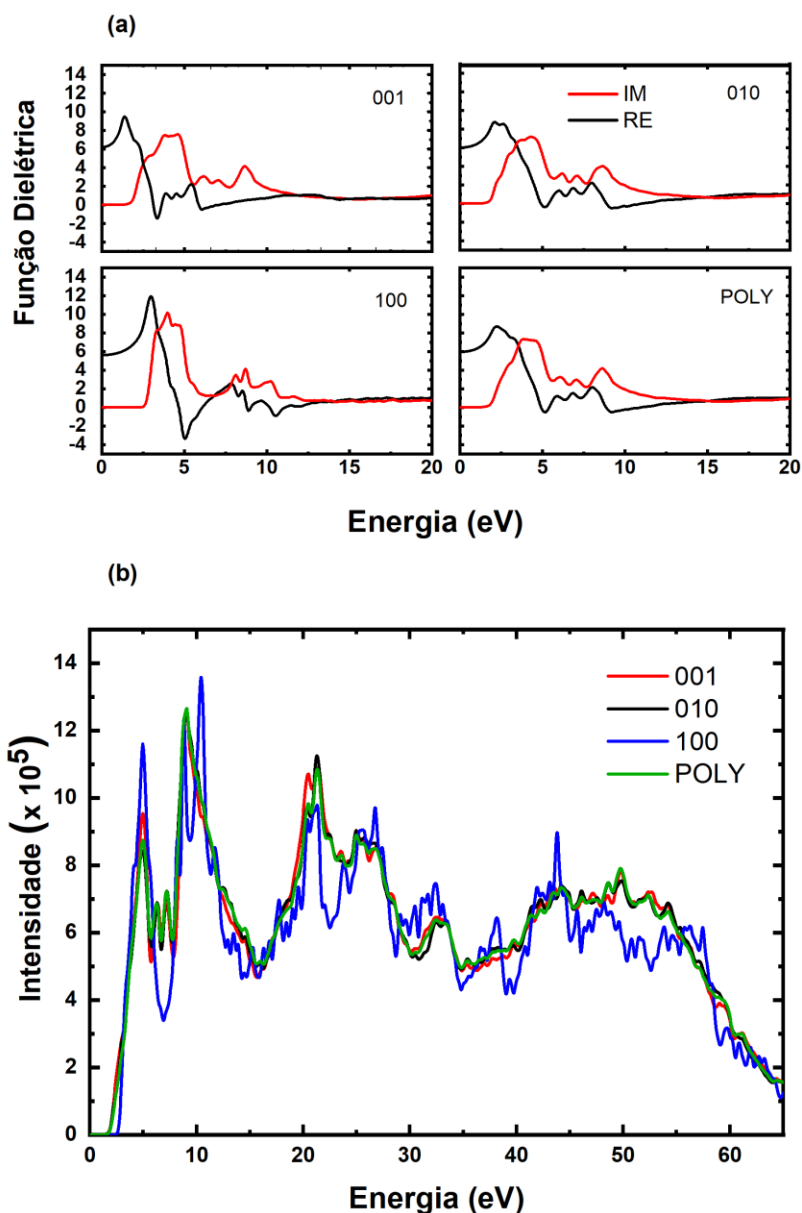 (a)
14
12
10
8
6
4
2
0
-2
-4
001
IM
RE
010
Função Dielétrica
14
12
10
8
6
4
2
0
-2
-4
100
POLY
0 5 10 15 20 0 5 10 15 20
Energia (eV)
(b)
14
12
10
8
6
4
2
0
001
010
100
POLY
Intensidade ( x 10⁵)
0 10 20 30 40 50 60
Energia (eV)